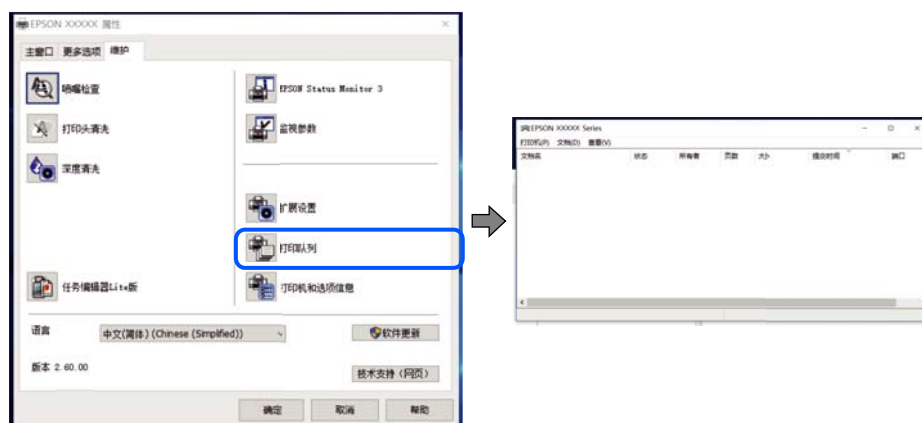 EPSON XXXXX 属性
主窗口 更多选项 维护
喷嘴检查
打印头清洗
深度清洗
任务编辑器Lite版
EPSON Status Monitor 3
监视参数
扩展设置
打印队列
打印机和选项信息
语言 中文(简体) (Chinese (Simplified))
软件更新
版本 2.60.00
技术支持（网页）
确定 取消 帮助
EPSON XXXXX Series
打印机(P) 文档(D) 查看(V)
文档名 状态 所有者 页数 大小 提交时间 端口